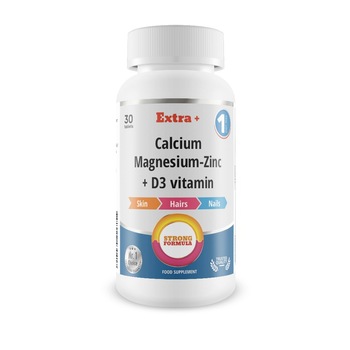 Extra +
30
1
Calcium
Magnesium-Zinc
+ D3 vitamin
Skin
Hairs
Nails
STRONG
FORMULA
FOOD SUPPLEMENT